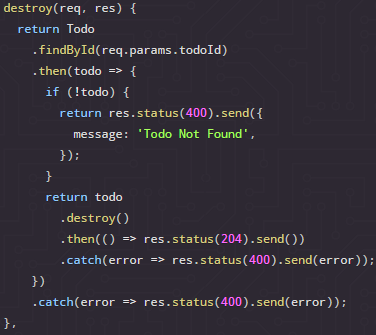 destroy(req, res) {
  return Todo
    .findById(req.params.todoId)
    .then(todo => {
      if (!todo) {
        return res.status(400).send({
          message: 'Todo Not Found',
        });
      }
      return todo
        .destroy()
        .then(() => res.status(204).send())
        .catch(error => res.status(400).send(error));
    })
    .catch(error => res.status(400).send(error));
},